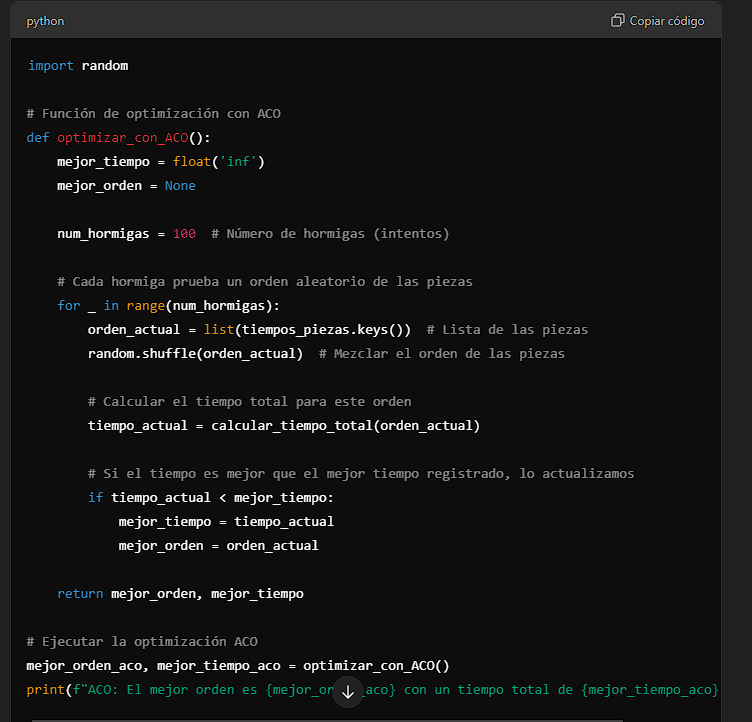 python
Copiar código
import random
# Función de optimización con ACO
def optimizar_con_ACO():
    mejor_tiempo = float('inf')
    mejor_orden = None
    num_hormigas = 100  # Número de hormigas (intentos)
    # Cada hormiga prueba un orden aleatorio de las piezas
    for _ in range(num_hormigas):
        orden_actual = list(tiempos_piezas.keys())  # Lista de las piezas
        random.shuffle(orden_actual)  # Mezclar el orden de las piezas
        # Calcular el tiempo total para este orden
        tiempo_actual = calcular_tiempo_total(orden_actual)
        # Si el tiempo es mejor que el mejor tiempo registrado, lo actualizamos
        if tiempo_actual < mejor_tiempo:
            mejor_tiempo = tiempo_actual
            mejor_orden = orden_actual
    return mejor_orden, mejor_tiempo
# Ejecutar la optimización ACO
mejor_orden_aco, mejor_tiempo_aco = optimizar_con_ACO()
print(f"ACO: El mejor orden es {mejor_or aco} con un tiempo total de {mejor_tiempo_aco}